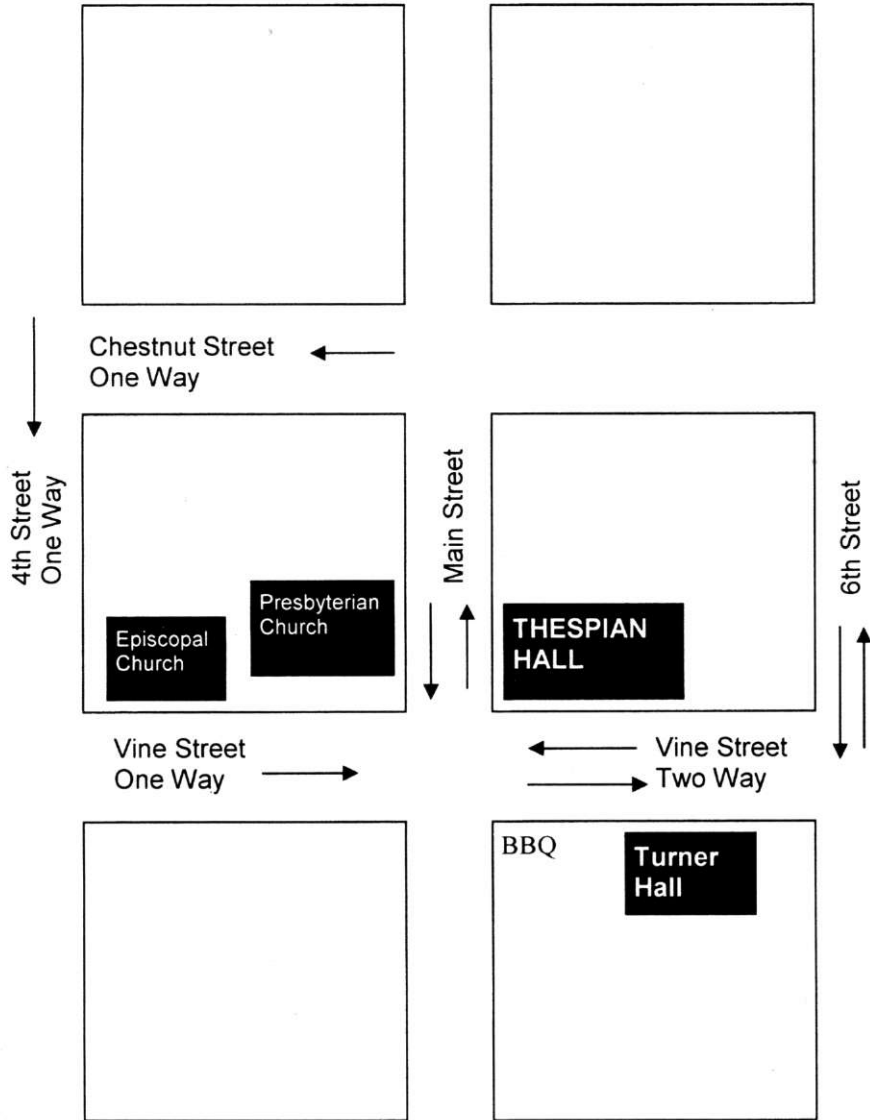 Chestnut Street
One Way
4th Street
One Way
Main Street
6th Street
Episcopal
Church
Presbyterian
Church
THESPIAN
HALL
Vine Street
One Way
Vine Street
Two Way
BBQ
Turner
Hall